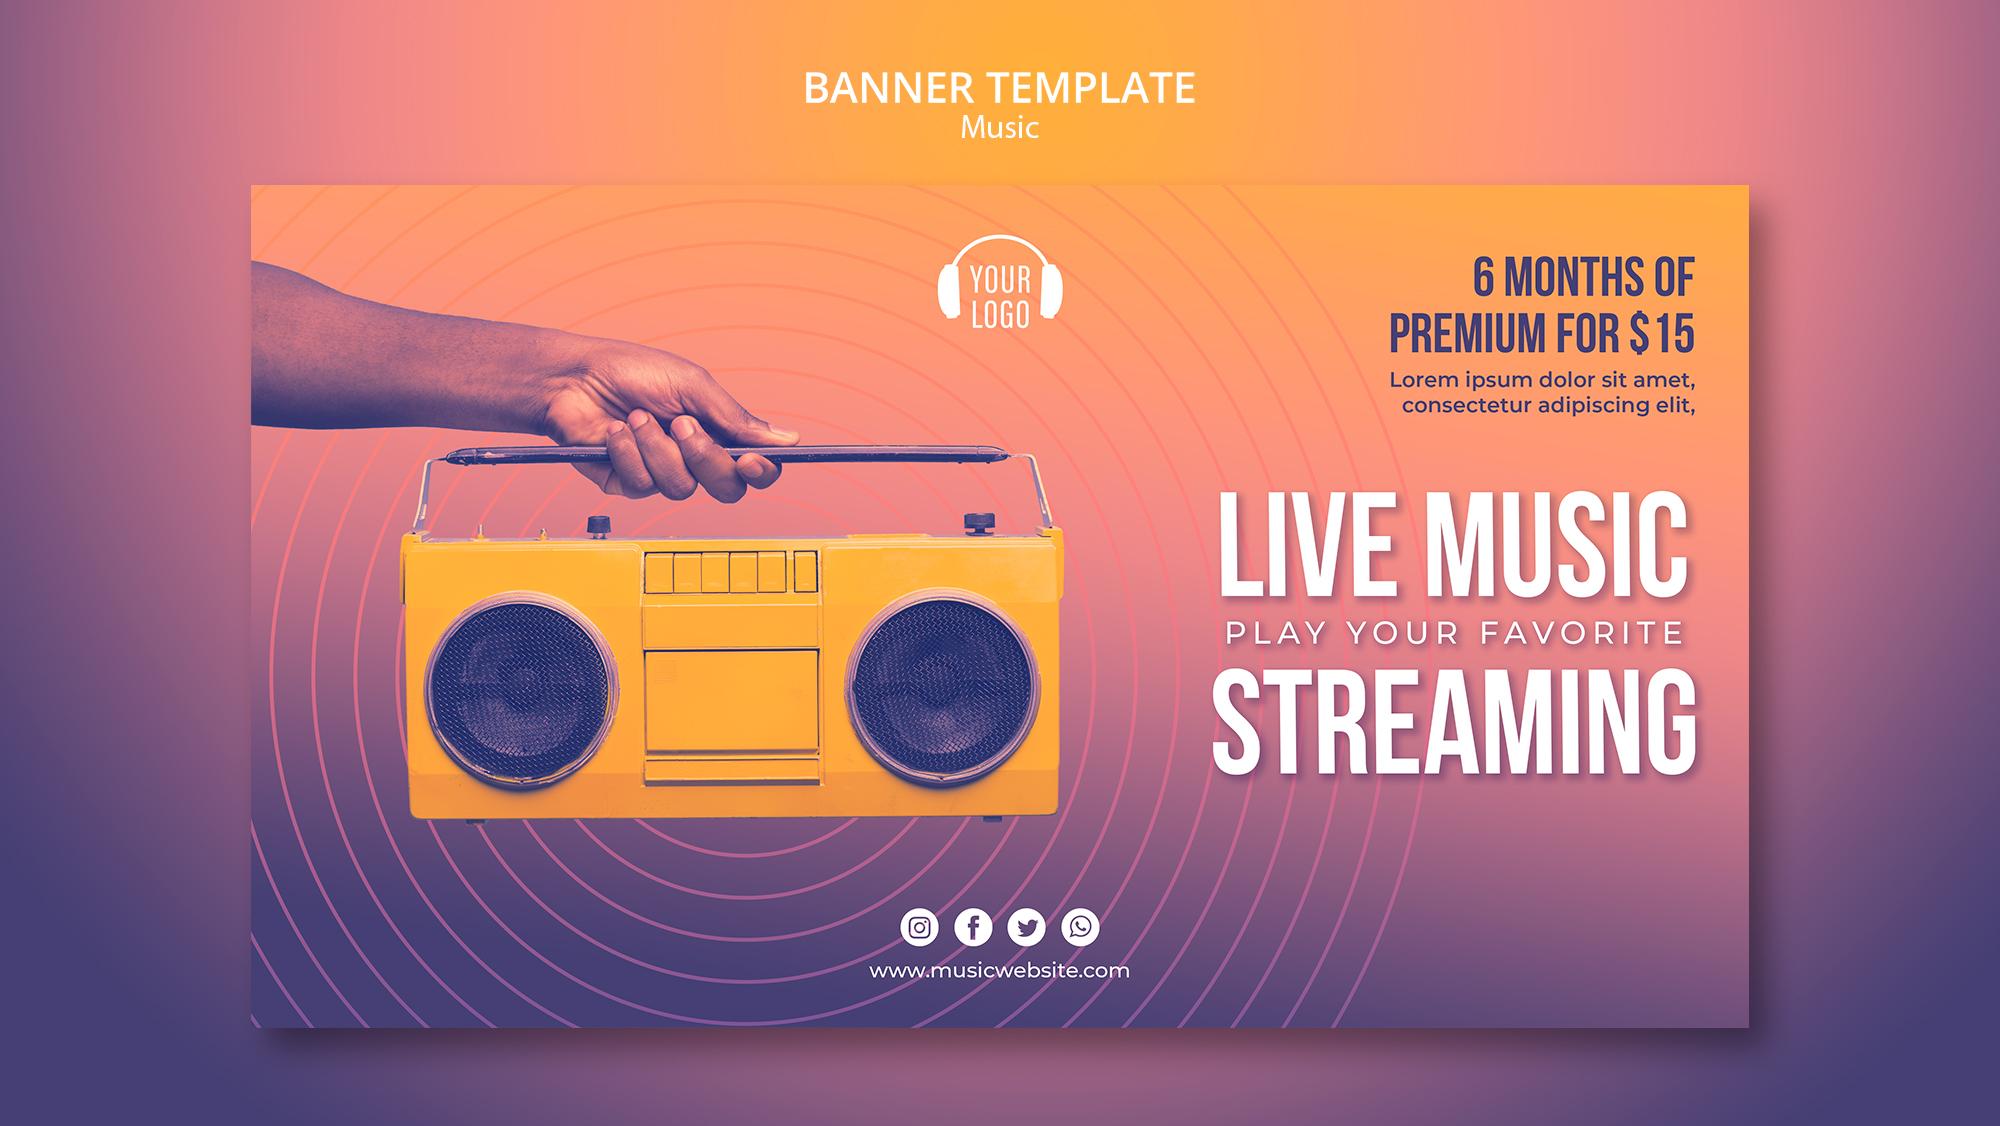 BANNER TEMPLATE
Music
YOUR
LOGO
6 MONTHS OF
PREMIUM FOR $15
Lorem ipsum dolor sit amet,
consectetur adipiscing elit,
LIVE MUSIC
PLAY YOUR FAVORITE
STREAMING
www.musicwebsite.com